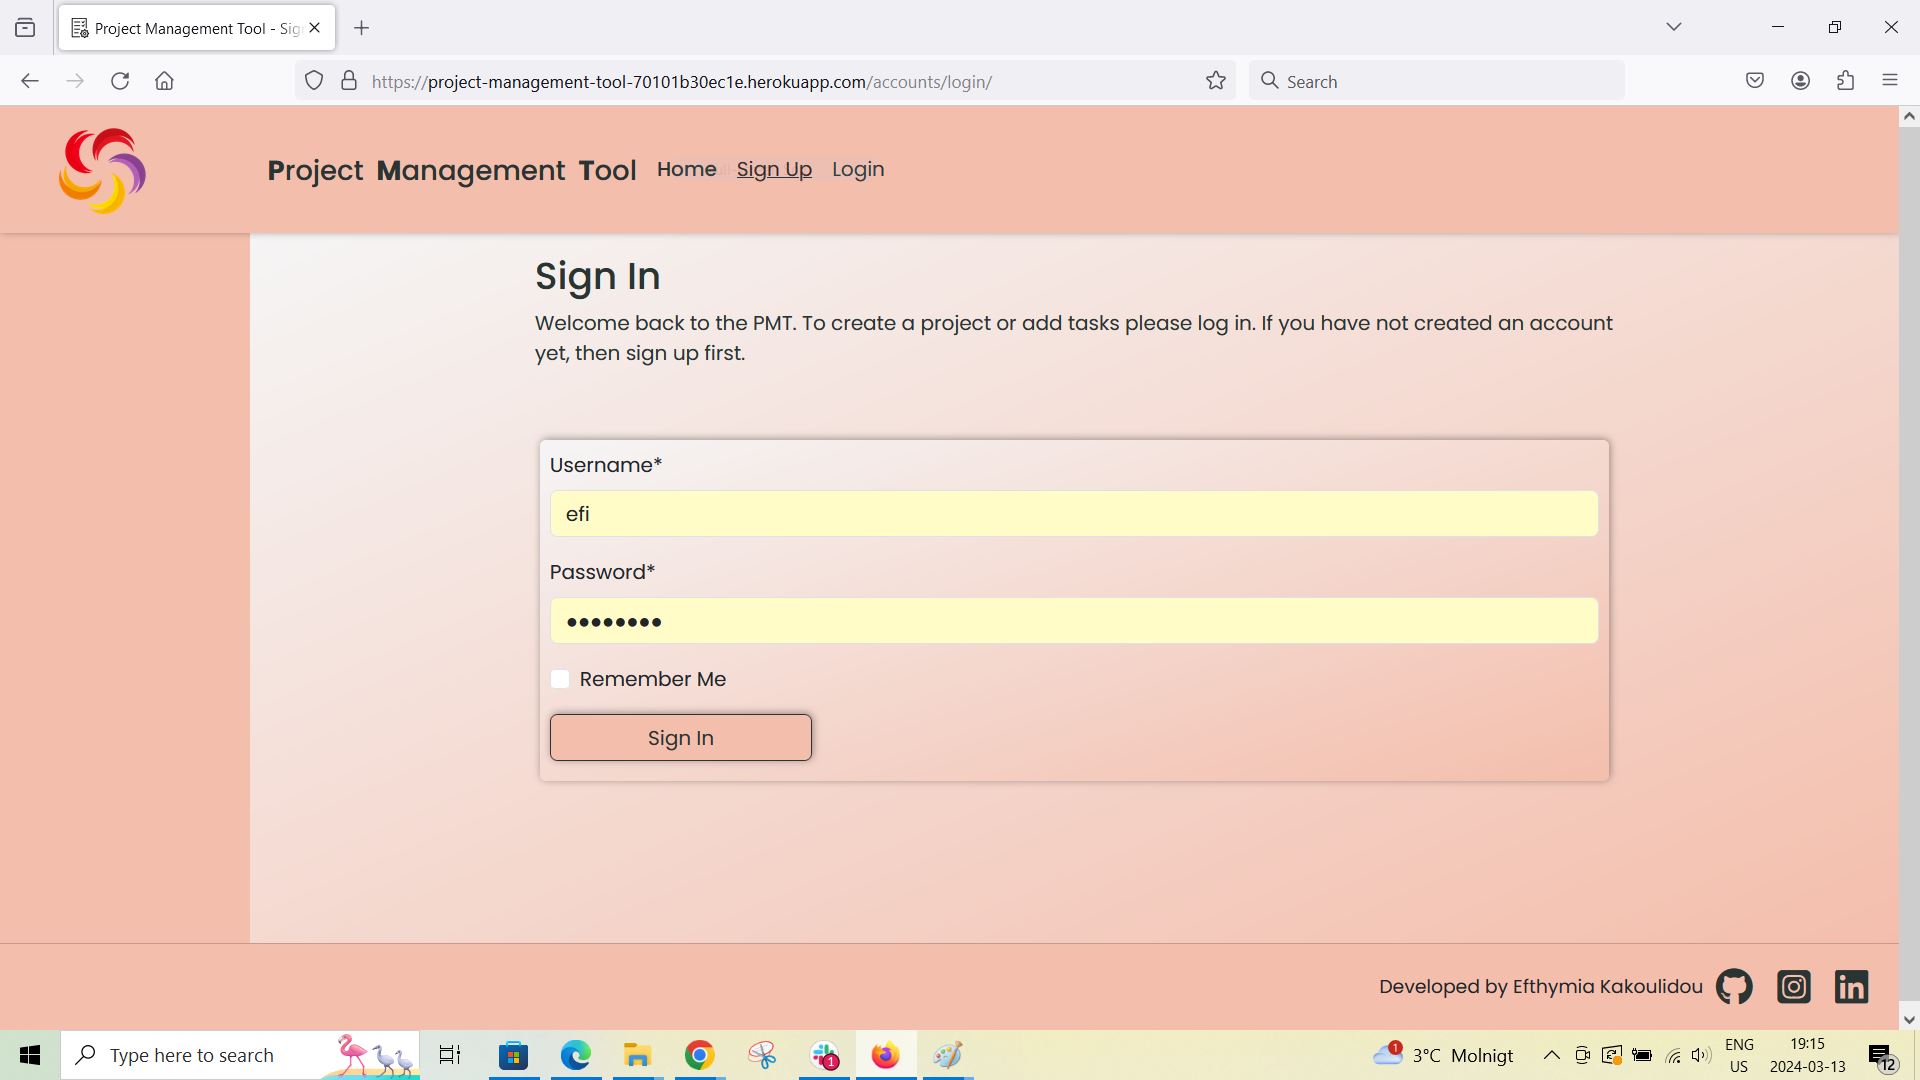 Project Management Tool - Sig
https://project-management-tool-70101b30ec1e.herokuapp.com/accounts/login/
Search
Project Management Tool Home Sign Up Login
Sign In
Welcome back to the PMT. To create a project or add tasks please log in. If you have not created an account
yet, then sign up first.
Username*
efi
Password*
••••••••
Remember Me
Sign In
Developed by Efthymia Kakoulidou
Type here to search
1
1
3°C Molnigt
ENG
US
19:15
2024-03-13
12